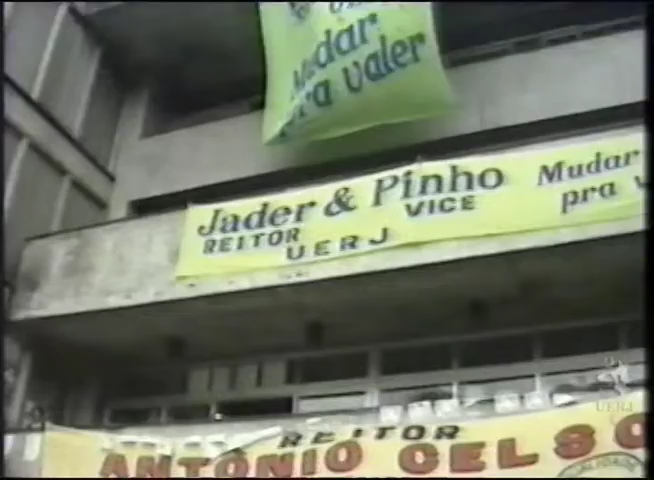 Mudar
pra valer
Jader & Pinho
REITOR
VICE
UERJ
Mudar
pra
REITOR
ANTÔNIO CELSO
UERJ